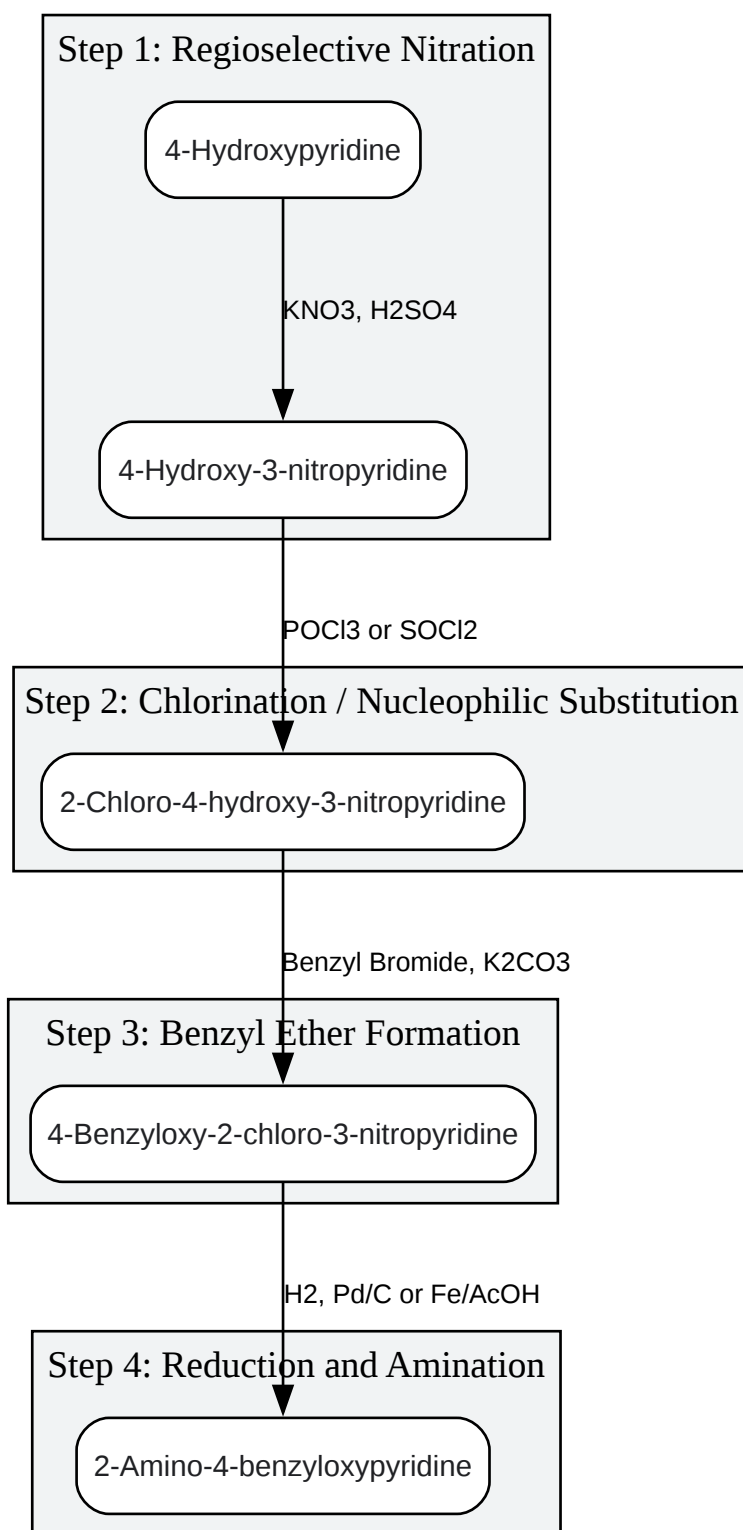 Step 1: Regioselective Nitration
4-Hydroxypyridine
KNO3, H2SO4
4-Hydroxy-3-nitropyridine
POCl3 or SOCl2
Step 2: Chlorination / Nucleophilic Substitution
2-Chloro-4-hydroxy-3-nitropyridine
Benzyl Bromide, K2CO3
Step 3: Benzyl Ether Formation
4-Benzyloxy-2-chloro-3-nitropyridine
H2, Pd/C or Fe/AcOH
Step 4: Reduction and Amination
2-Amino-4-benzyloxypyridine